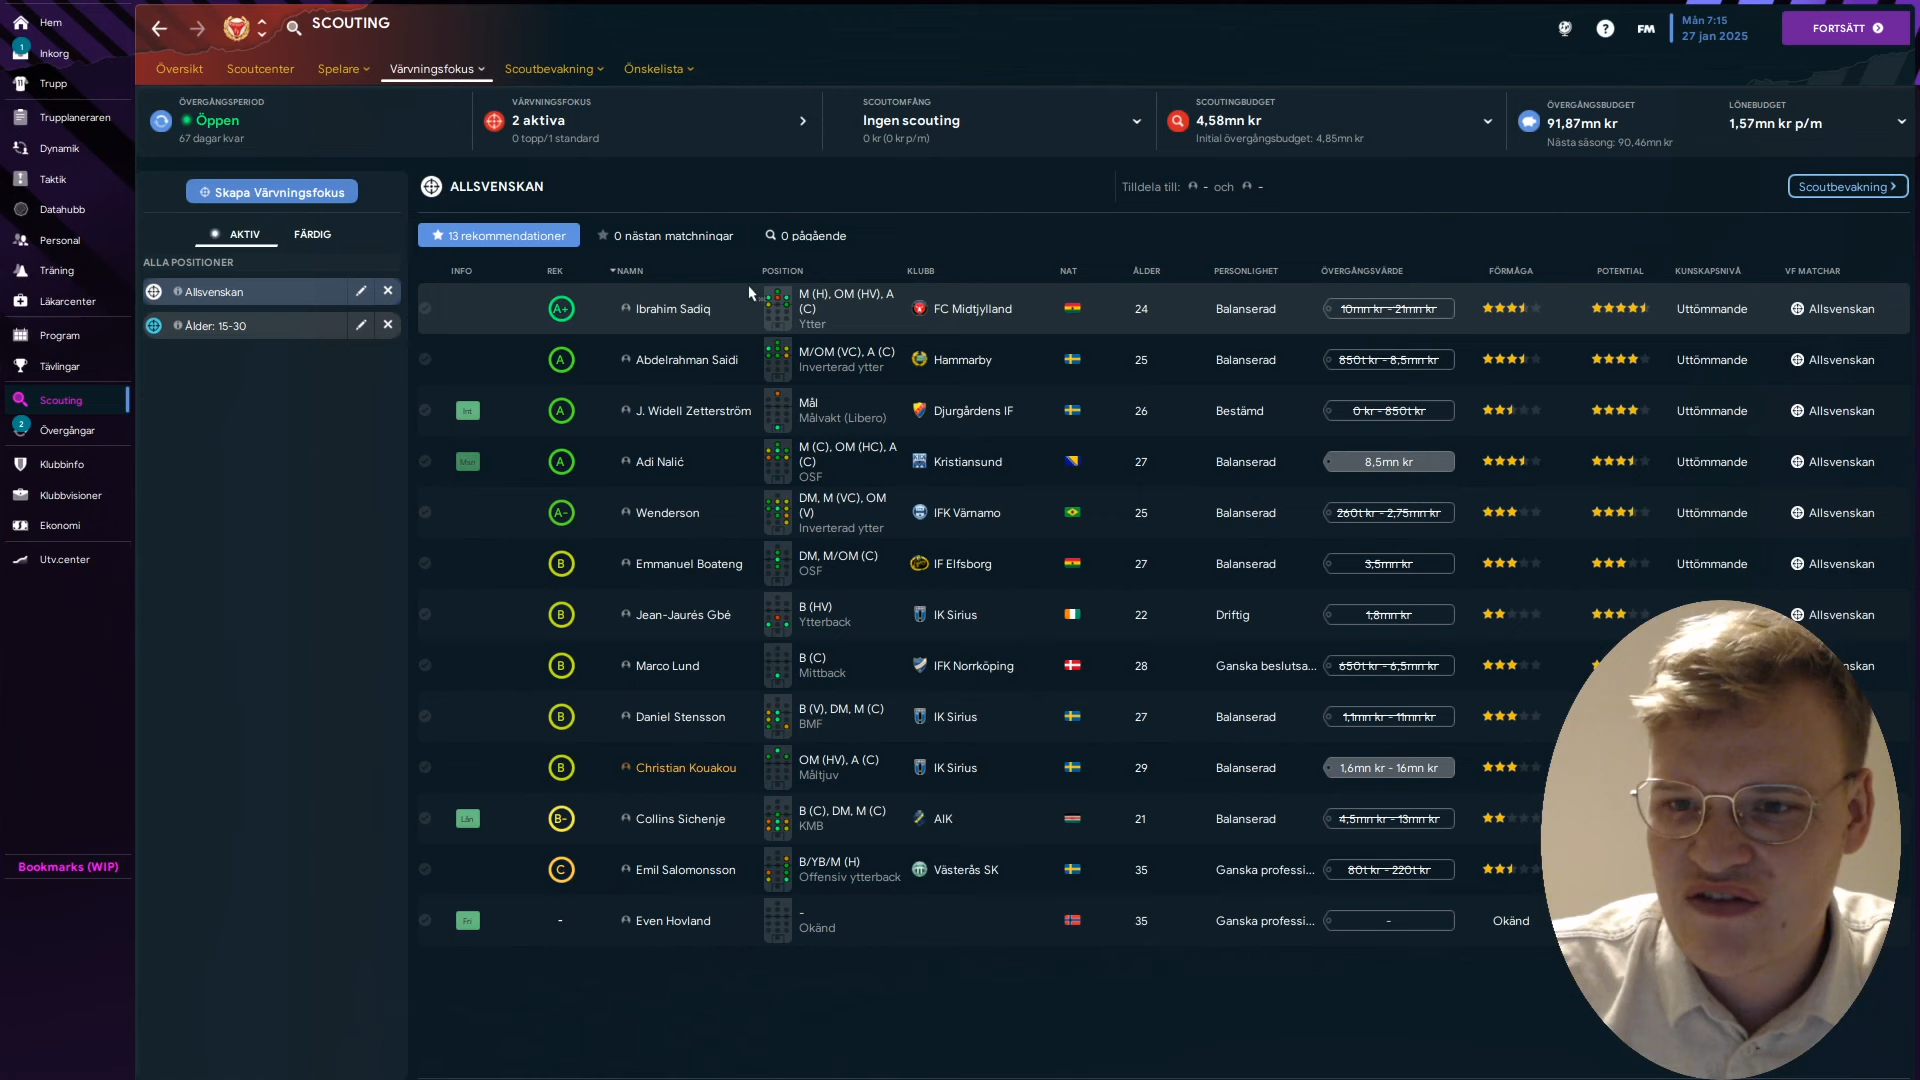 Hem
1
Inkorg
Trupp
Trupplaneraren
Dynamik
Taktik
Datahubb
Personal
Träning
Läkarcenter
Program
Tävlingar
Scouting
2
Övergångar
Klubbinfo
Klubbvisioner
Ekonomi
Utv.center
Bookmarks (WIP)
SCOUTING
FM
Mån 7:15
27 jan 2025
FORTSÄTT
Översikt Scoutcenter Spelare Värvningsfokus Scoutbevakning Önskelista
ÖVERGÅNGSPERIOD
Öppen
67 dagar kvar
VÄRVNINGSFOKUS
2 aktiva
0 topp/1 standard
SCOUTOMFÅNG
Ingen scouting
0 kr (0 kr p/m)
SCOUTINGBUDGET
4,58mn kr
Initial övergångsbudget: 4,85mn kr
ÖVERGÅNGSBUDGET
91,87mn kr
Nästa säsong: 90,46mn kr
LÖNEBUDGET
1,57mn kr p/m
Skapa Värvningsfokus
AKTIV FÄRDIG
ALLA POSITIONER
Allsvenskan
Ålder: 15-30
ALLSVENSKAN
Tilldela till: - och -
Scoutbevakning
13 rekommendationer 0 nästan matchningar 0 pågående
INFO REK NAMN POSITION KLUBB NAT ÅLDER PERSONLIGHET ÖVERGÅNGSVÄRDE FÖRMÅGA POTENTIAL KUNSKAPSNIVÅ VF MATCHAR
A+ Ibrahim Sadiq M (H), OM (HV), A (C) Ytter FC Midtjylland 24 Balanserad 10mn kr - 21mn kr Uttömmande Allsvenskan
A Abdelrahman Saidi M/OM (VC), A (C) Inverterad ytter Hammarby 25 Balanserad 850t kr - 8,5mn kr Uttömmande Allsvenskan
Int A J. Widell Zetterström Mål Målvakt (Libero) Djurgårdens IF 26 Bestämd 0 kr - 850t kr Uttömmande Allsvenskan
Msn A Adi Nalić M (C), OM (HC), A (C) OSF Kristiansund 27 Balanserad 8,5mn kr Uttömmande Allsvenskan
A- Wenderson DM, M (VC), OM (V) Inverterad ytter IFK Värnamo 25 Balanserad 260t kr - 2,75mn kr Uttömmande Allsvenskan
B Emmanuel Boateng DM, M/OM (C) OSF IF Elfsborg 27 Balanserad 3,5mn kr Uttömmande Allsvenskan
B Jean-Jaurés Gbé B (HV) Ytterback IK Sirius 22 Driftig 1,8mn kr Allsvenskan
B Marco Lund B (C) Mittback IFK Norrköping 28 Ganska beslutsa... 650t kr - 6,5mn kr nskan
B Daniel Stensson B (V), DM, M (C) BMF IK Sirius 27 Balanserad 1,1mn kr - 11mn kr
B Christian Kouakou OM (HV), A (C) Måltjuv IK Sirius 29 Balanserad 1,6mn kr - 16mn kr
Lån B- Collins Sichenje B (C), DM, M (C) KMB AIK 21 Balanserad 4,5mn kr - 13mn kr
C Emil Salomonsson B/YB/M (H) Offensiv ytterback Västerås SK 35 Ganska professi... 80t kr - 220t kr
Fri - Even Hovland - Okänd 35 Ganska professi... - Okänd